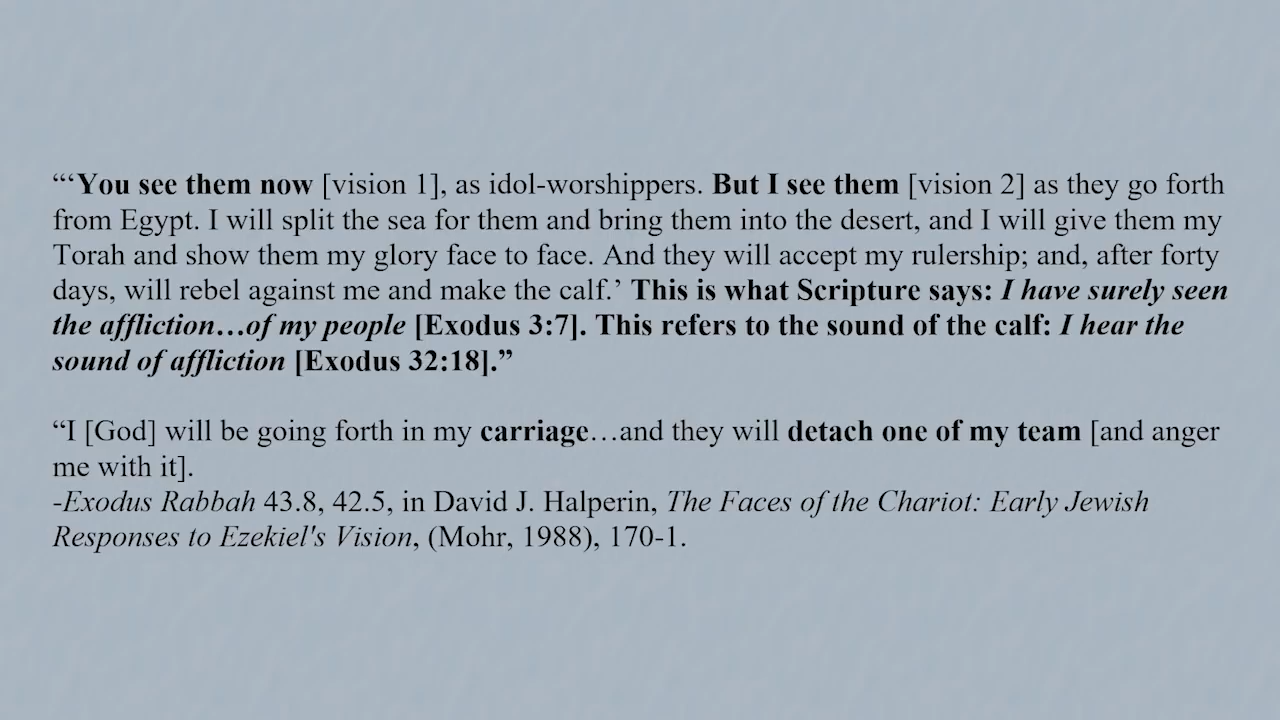 “‘You see them now [vision 1], as idol-worshippers. But I see them [vision 2] as they go forth
from Egypt. I will split the sea for them and bring them into the desert, and I will give them my
Torah and show them my glory face to face. And they will accept my rulership; and, after forty
days, will rebel against me and make the calf.’ This is what Scripture says: I have surely seen
the affliction…of my people [Exodus 3:7]. This refers to the sound of the calf: I hear the
sound of affliction [Exodus 32:18].”
“I [God] will be going forth in my carriage…and they will detach one of my team [and anger
me with it].
-Exodus Rabbah 43.8, 42.5, in David J. Halperin, The Faces of the Chariot: Early Jewish
Responses to Ezekiel's Vision, (Mohr, 1988), 170-1.